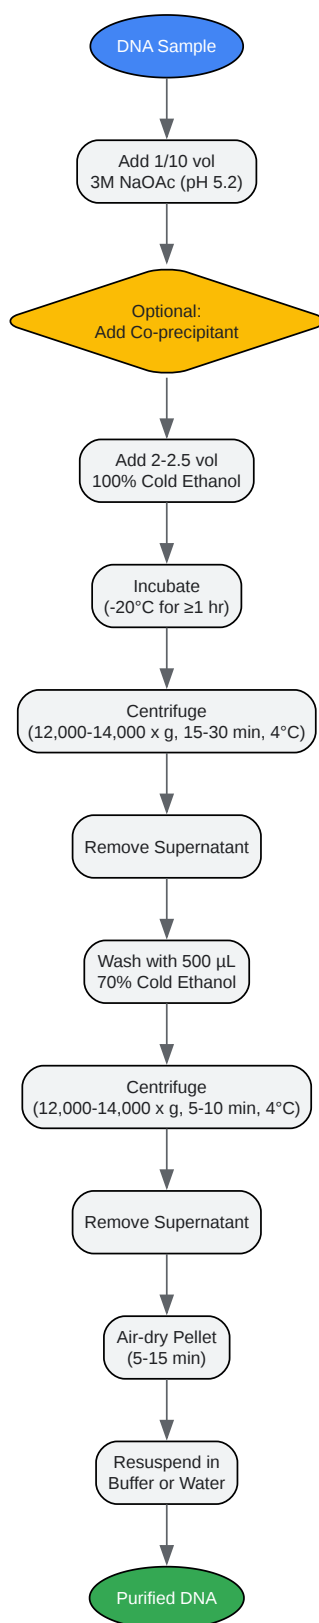 DNA Sample
Add 1/10 vol
3M NaOAc (pH 5.2)
Optional:
Add Co-precipitant
Add 2-2.5 vol
100% Cold Ethanol
Incubate
(-20°C for ≥1 hr)
Centrifuge
(12,000-14,000 x g, 15-30 min, 4°C)
Remove Supernatant
Wash with 500 µL
70% Cold Ethanol
Centrifuge
(12,000-14,000 x g, 5-10 min, 4°C)
Remove Supernatant
Air-dry Pellet
(5-15 min)
Resuspend in
Buffer or Water
Purified DNA